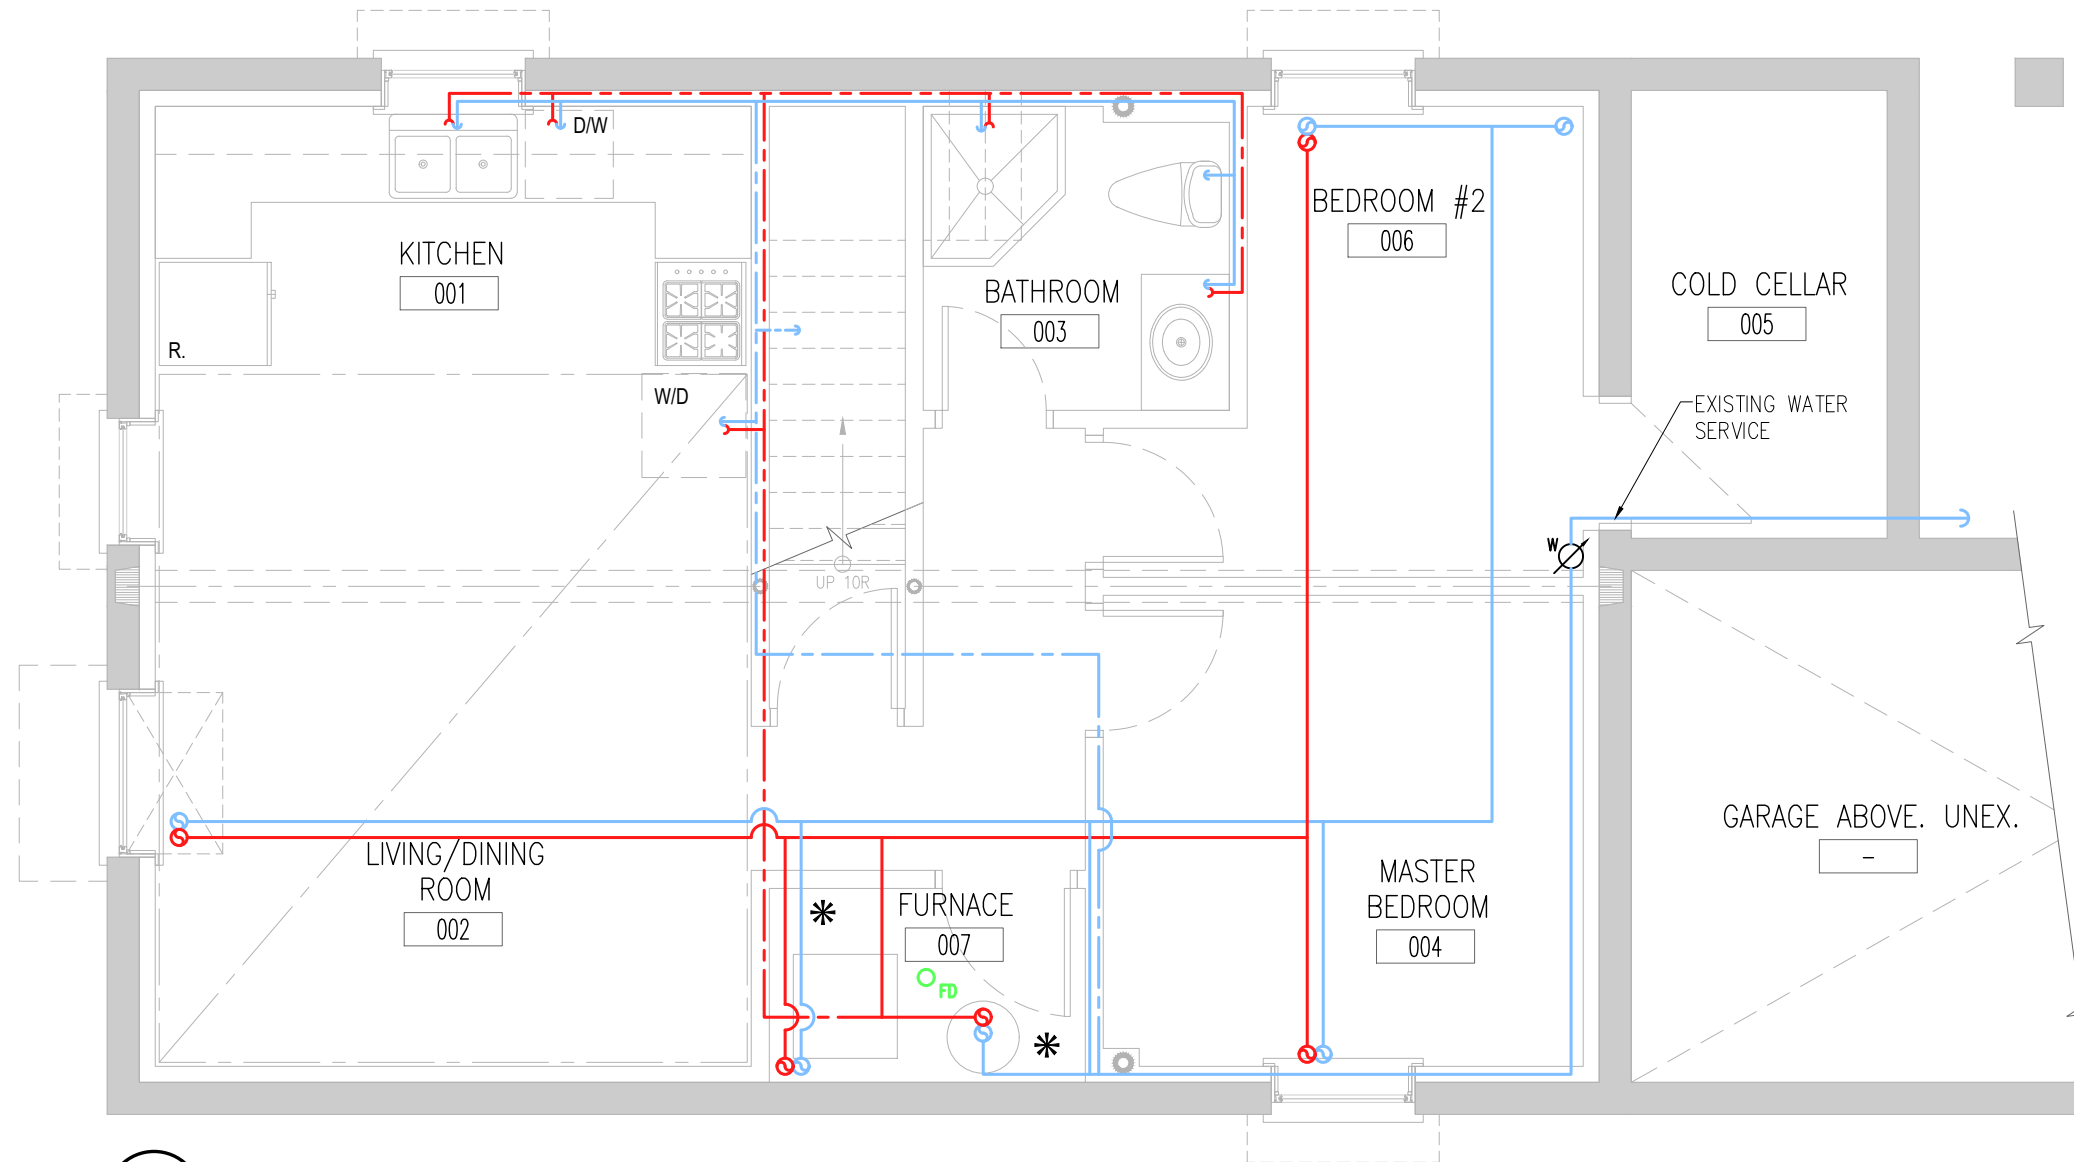 D/W
KITCHEN
001
R.
W/D
BATHROOM
003
BEDROOM #2
006
COLD CELLAR
005
EXISTING WATER
SERVICE
W
UP 10R
LIVING/DINING
ROOM
002
FURNACE
007
FD
MASTER
BEDROOM
004
GARAGE ABOVE. UNEX.
-